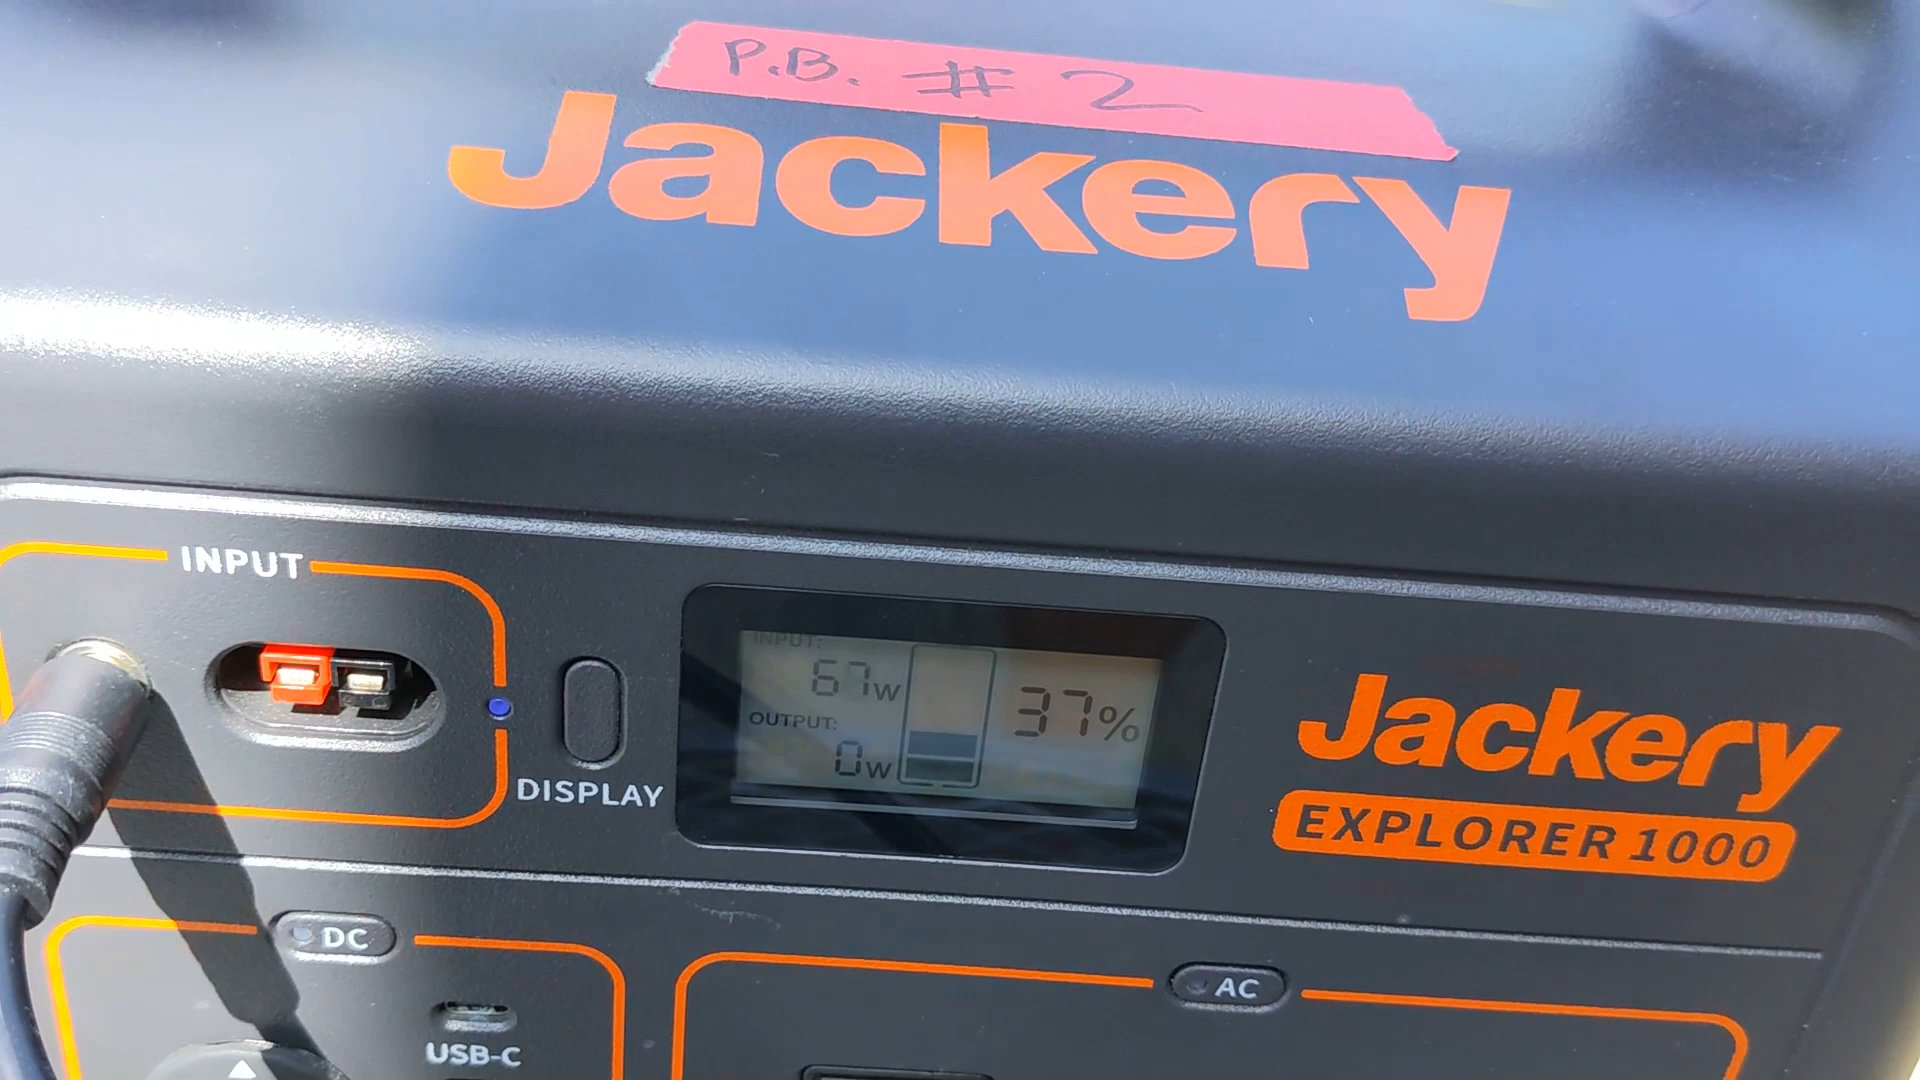 P.B. # 2
Jackery
INPUT
INPUT:
67W
OUTPUT:
0W
37%
DISPLAY
Jackery
EXPLORER 1000
DC
USB-C
AC